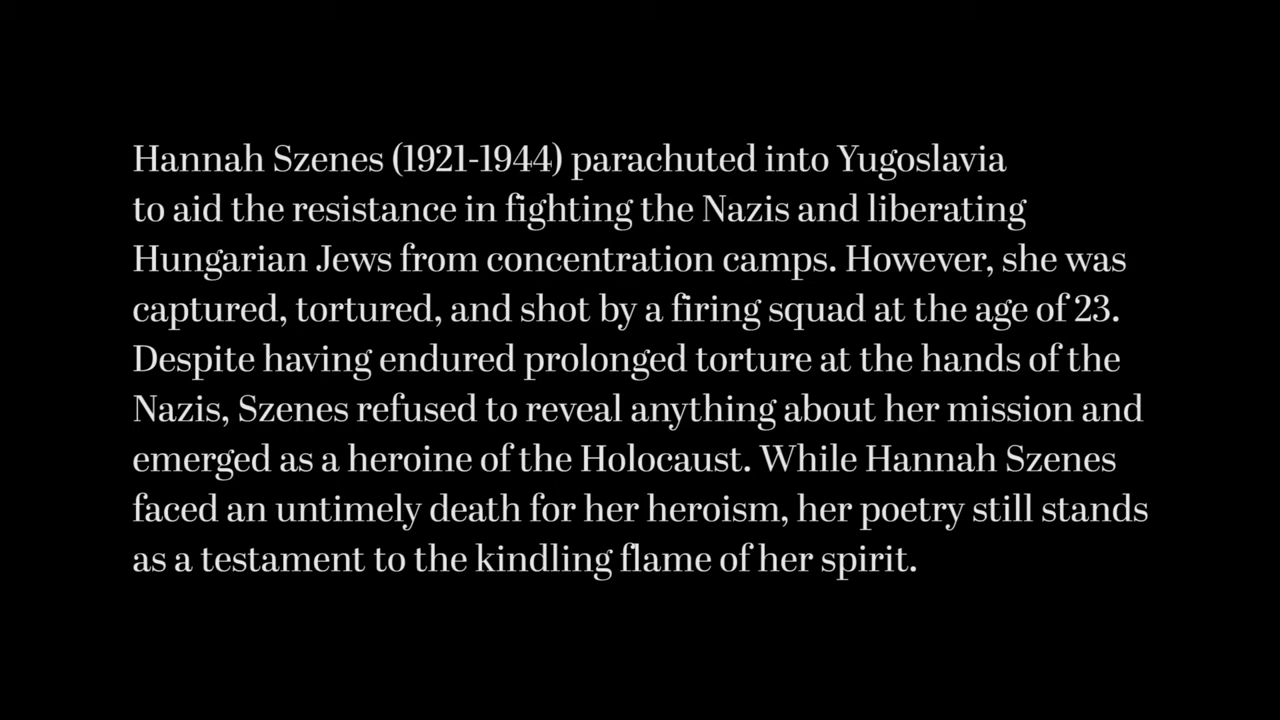 Hannah Szenes (1921-1944) parachuted into Yugoslavia
to aid the resistance in fighting the Nazis and liberating
Hungarian Jews from concentration camps. However, she was
captured, tortured, and shot by a firing squad at the age of 23.
Despite having endured prolonged torture at the hands of the
Nazis, Szenes refused to reveal anything about her mission and
emerged as a heroine of the Holocaust. While Hannah Szenes
faced an untimely death for her heroism, her poetry still stands
as a testament to the kindling flame of her spirit.